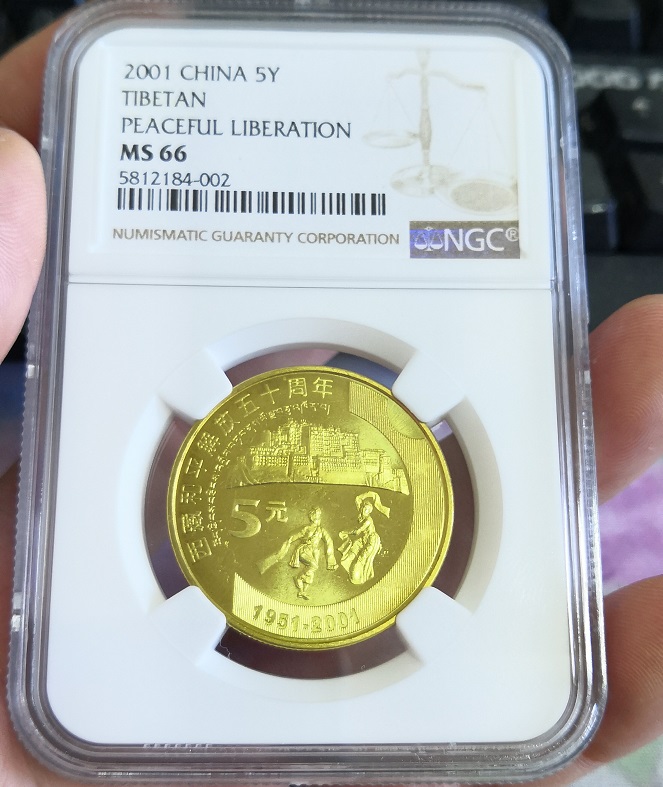 2001 CHINA 5Y
TIBETAN
PEACEFUL LIBERATION
MS 66
5812184-002
NUMISMATIC GUARANTY CORPORATION
NGC®
西藏和平解放五十周年
5元
1951-2001